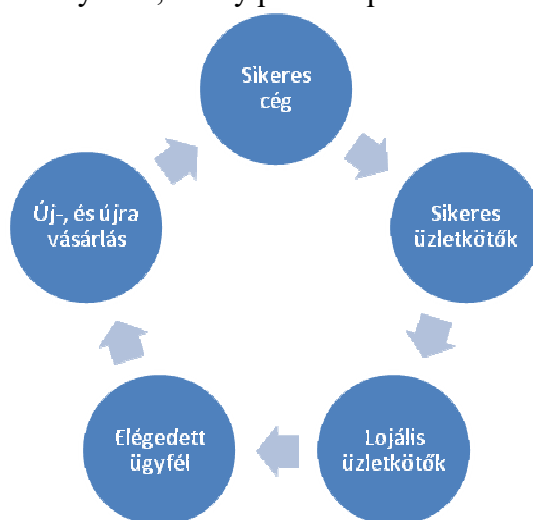 Sikeres
cég
Sikeres
üzletkötők
Lojális
üzletkötők
Elégedett
ügyfél
Új-, és újra
vásárlás